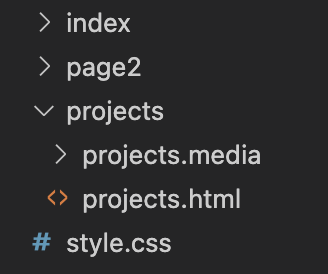 index
page2
projects
projects.media
<> projects.html
# style.css